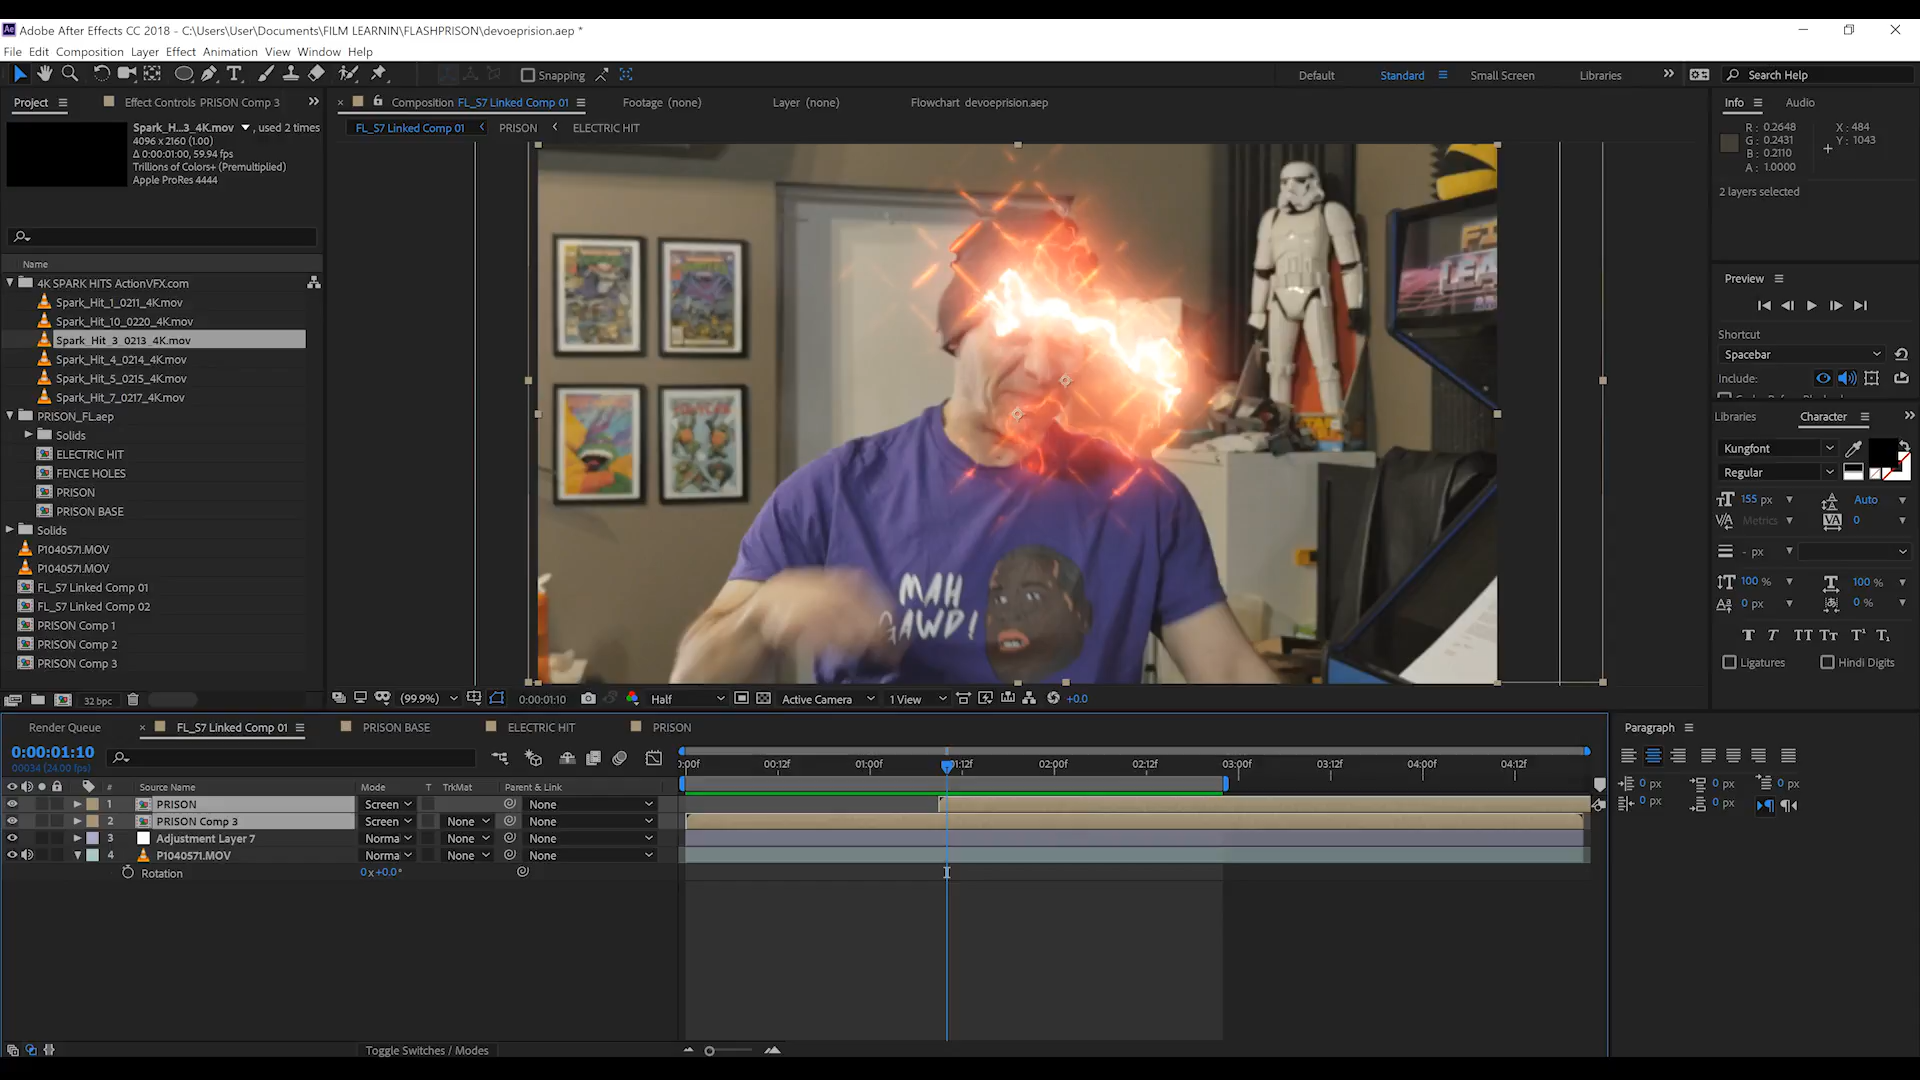 Adobe After Effects CC 2018 - C:\Users\User\Documents\FILM LEARNIN\FLASHPRISON\devoeprision.aep *
File Edit Composition Layer Effect Animation View Window Help
Snapping
Default Standard Small Screen Libraries Search Help
Project Effect Controls PRISON Comp 3
Composition FL_S7 Linked Comp 01 Footage (none) Layer (none) Flowchart devoeprision.aep
Info Audio
FL_S7 Linked Comp 01 PRISON ELECTRIC HIT
Spark_H...3_4K.mov , used 2 times
4096 x 2160 (1.00)
Δ 0:00:01:00, 59.94 fps
Trillions of Colors+ (Premultiplied)
Apple ProRes 4444
R: 0.2648
G: 0.2431
B: 0.2110
A: 1.0000
X: 484
Y: 1043
2 layers selected
Name
4K SPARK HITS ActionVFX.com
Spark_Hit_1_0211_4K.mov
Spark_Hit_10_0220_4K.mov
Spark_Hit_3_0213_4K.mov
Spark_Hit_4_0214_4K.mov
Spark_Hit_5_0215_4K.mov
Spark_Hit_7_0217_4K.mov
PRISON_FL.aep
Solids
ELECTRIC HIT
FENCE HOLES
PRISON
PRISON BASE
Solids
P1040571.MOV
P1040571.MOV
FL_S7 Linked Comp 01
FL_S7 Linked Comp 02
PRISON Comp 1
PRISON Comp 2
PRISON Comp 3
32 bpc
MAH
GAWD!
(99.9%) 0:00:01:10 Half Active Camera 1 View +0.0
Preview
Shortcut
Spacebar
Include:
Libraries Character
Kungfont
Regular
155 px Auto
Metrics 0
- px
100 % 100 %
0 px 0 %
T T TT Tt T¹ T₁
Ligatures Hindi Digits
Render Queue FL_S7 Linked Comp 01 PRISON BASE ELECTRIC HIT PRISON
0:00:01:10
00034 (24.00 fps)
:00f 00:12f 01:00f 01:12f 02:00f 02:12f 03:00f 03:12f 04:00f 04:12f
# Source Name Mode T TrkMat Parent & Link
1 PRISON Screen None
2 PRISON Comp 3 Screen None None
3 Adjustment Layer 7 Norma None None
4 P1040571.MOV Norma None None
Rotation 0x+0.0°
Toggle Switches / Modes
Paragraph
0 px 0 px 0 px
0 px 0 px